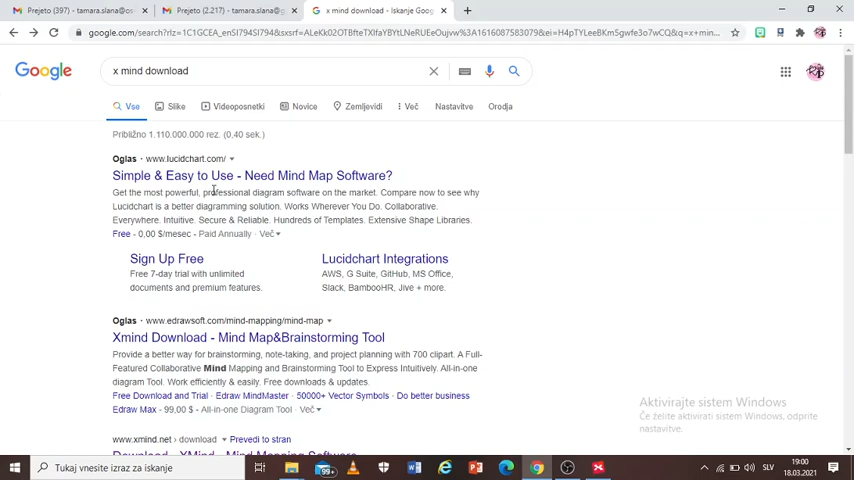 Prejeto (397) - tamara.slana@os
Prejeto (2.217) - tamara.slana@g
x mind download - Iskanje Goog
google.com/search?rlz=1C1GCEA_enSI794SI794&sxsrf=
Google
x mind download
Vse
Slike
Videoposnetki
Novice
Zemljevidi
Več
Nastavitve
Orodja
Približno 1.110.000.000 rez. (0,40 sek.)
Oglas · www.lucidchart.com/
Simple & Easy to Use - Need Mind Map Software?
Get the most powerful, professional diagram software on the market. Compare now to see why
Lucidchart is a better diagramming solution. Works Wherever You Do. Collaborative.
Everywhere. Intuitive. Secure & Reliable. Hundreds of Templates. Extensive Shape Libraries.
Free - 0,00 $/mesec - Paid Annually · Več
Sign Up Free
Free 7-day trial with unlimited
documents and premium features.
Lucidchart Integrations
AWS, G Suite, GitHub, MS Office,
Slack, BambooHR, Jive + more.
Oglas · www.edrawsoft.com/mind-mapping/mind-map
Xmind Download - Mind Map&Brainstorming Tool
Provide a better way for brainstorming, note-taking, and project planning with 700 clipart. A Full-
Featured Collaborative Mind Mapping and Brainstorming Tool to Express Intuitively. All-in-one
diagram Tool. Work efficiently & easily. Free downloads & updates.
Free Download and Trial · Edraw MindMaster · 50000+ Vector Symbols · Do better business
Edraw Max - 99,00 $ - All-in-one Diagram Tool · Več
www.xmind.net › download
Prevedi to stran
Download - XMind - Mind Mapping Software
Aktivirajte sistem Windows
Če želite aktivirati sistem Windows, odprite
nastavitve.
Tukaj vnesite izraz za iskanje
99+
SLV
19:00
18.03.2021